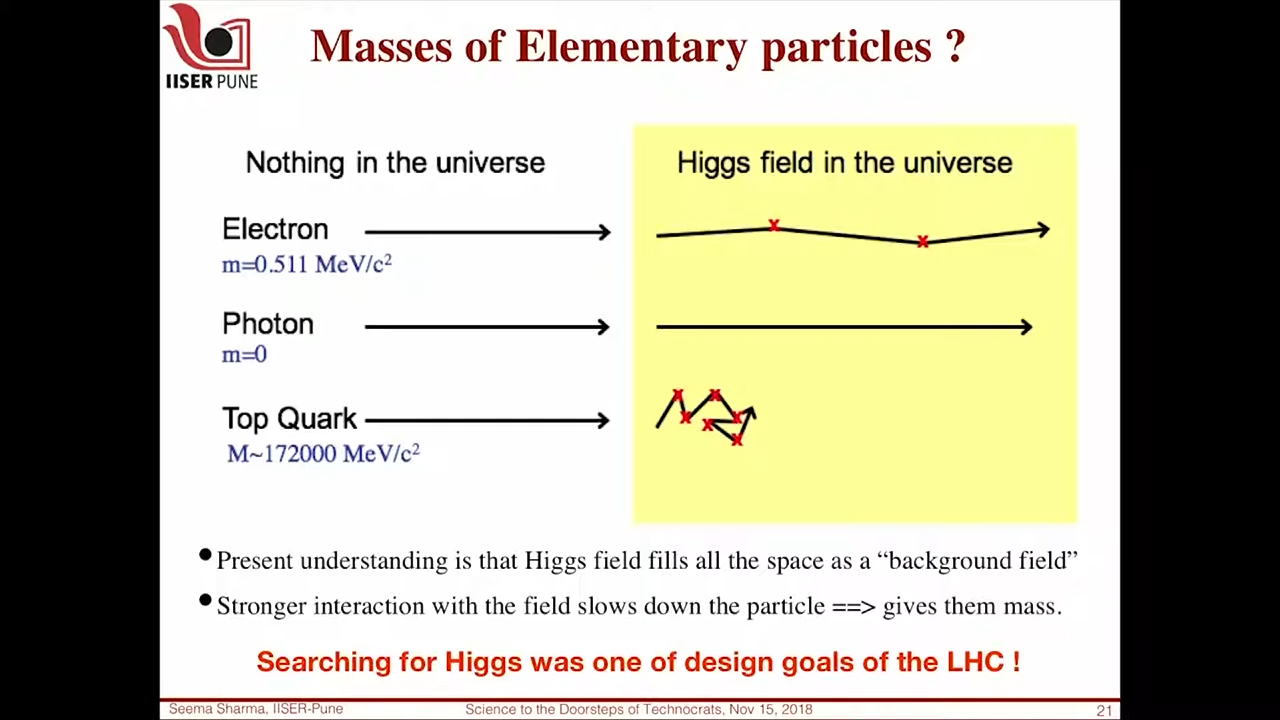 IISER PUNE
Masses of Elementary particles ?
Nothing in the universe
Higgs field in the universe
Electron
m=0.511 MeV/c²
x x
Photon
m=0
Top Quark
M~172000 MeV/c²
x x x x x x
•Present understanding is that Higgs field fills all the space as a “background field”
•Stronger interaction with the field slows down the particle ==> gives them mass.
Searching for Higgs was one of design goals of the LHC !
Seema Sharma, IISER-Pune
Science to the Doorsteps of Technocrats, Nov 15, 2018
21